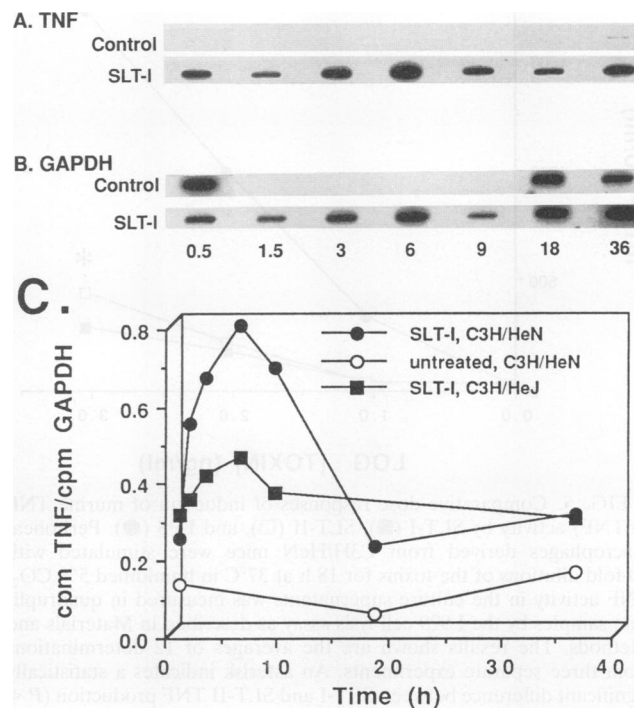 A. TNF
Control
SLT-I
B. GAPDH
Control
SLT-I
0.5 1.5 3 6 9 18 36
C.
cpm TNF/cpm GAPDH
0.8
0.6
0.4
0.2
0.0
SLT-I, C3H/HeN
untreated, C3H/HeN
SLT-I, C3H/HeJ
0 10 20 30 40
Time (h)